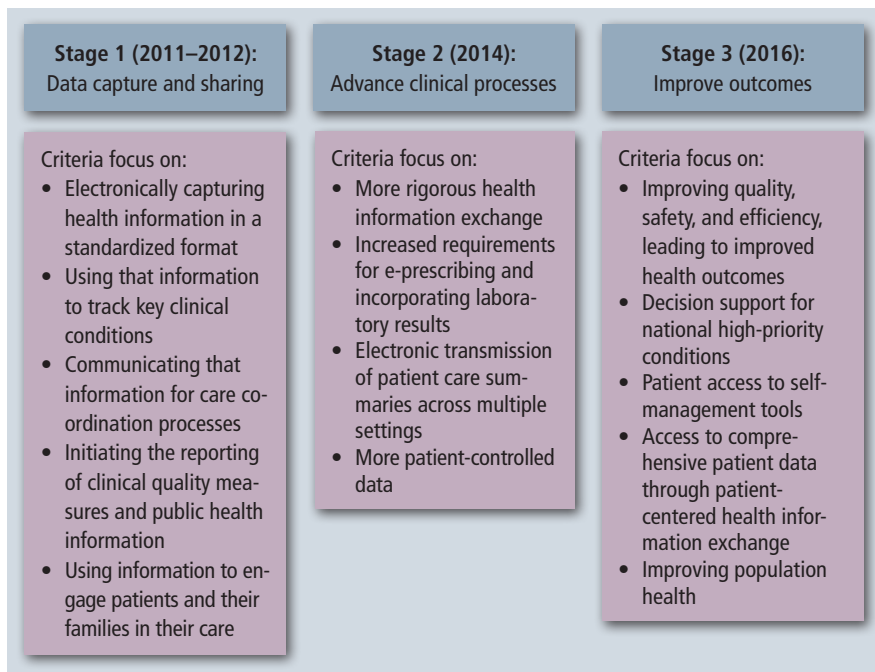 Stage 1 (2011–2012):
Data capture and sharing
Criteria focus on:
• Electronically capturing
health information in a
standardized format
• Using that information
to track key clinical
conditions
• Communicating that
information for care co-
ordination processes
• Initiating the reporting
of clinical quality mea-
sures and public health
information
• Using information to en-
gage patients and their
families in their care
Stage 2 (2014):
Advance clinical processes
Criteria focus on:
• More rigorous health
information exchange
• Increased requirements
for e-prescribing and
incorporating labora-
tory results
• Electronic transmission
of patient care sum-
maries across multiple
settings
• More patient-controlled
data
Stage 3 (2016):
Improve outcomes
Criteria focus on:
• Improving quality,
safety, and efficiency,
leading to improved
health outcomes
• Decision support for
national high-priority
conditions
• Patient access to self-
management tools
• Access to compre-
hensive patient data
through patient-
centered health infor-
mation exchange
• Improving population
health